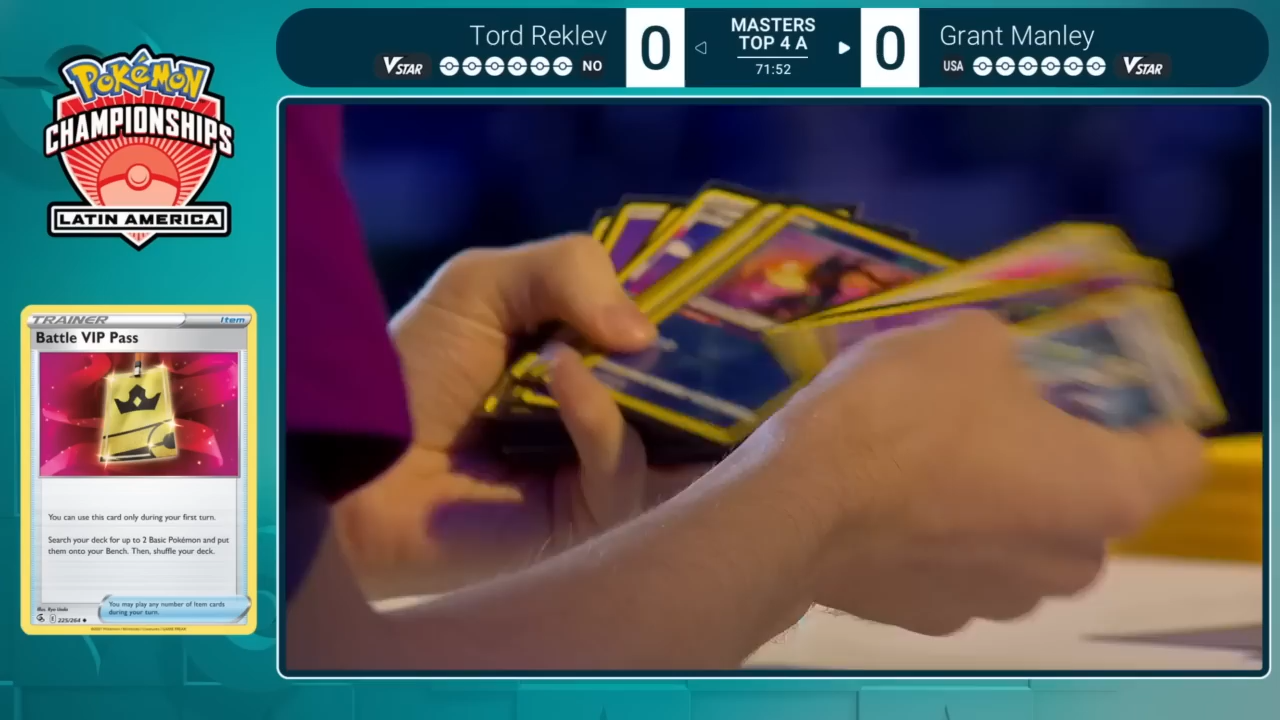 Tord Reklev
VSTAR
NO
0
MASTERS
TOP 4 A
71:52
0
Grant Manley
USA
VSTAR
POKÉMON
CHAMPIONSHIPS
LATIN AMERICA
TRAINER
Item
Battle VIP Pass
You can use this card only during your first turn.
Search your deck for up to 2 Basic Pokémon and put
them onto your Bench. Then, shuffle your deck.
You may play any number of Item cards
during your turn.
225/264